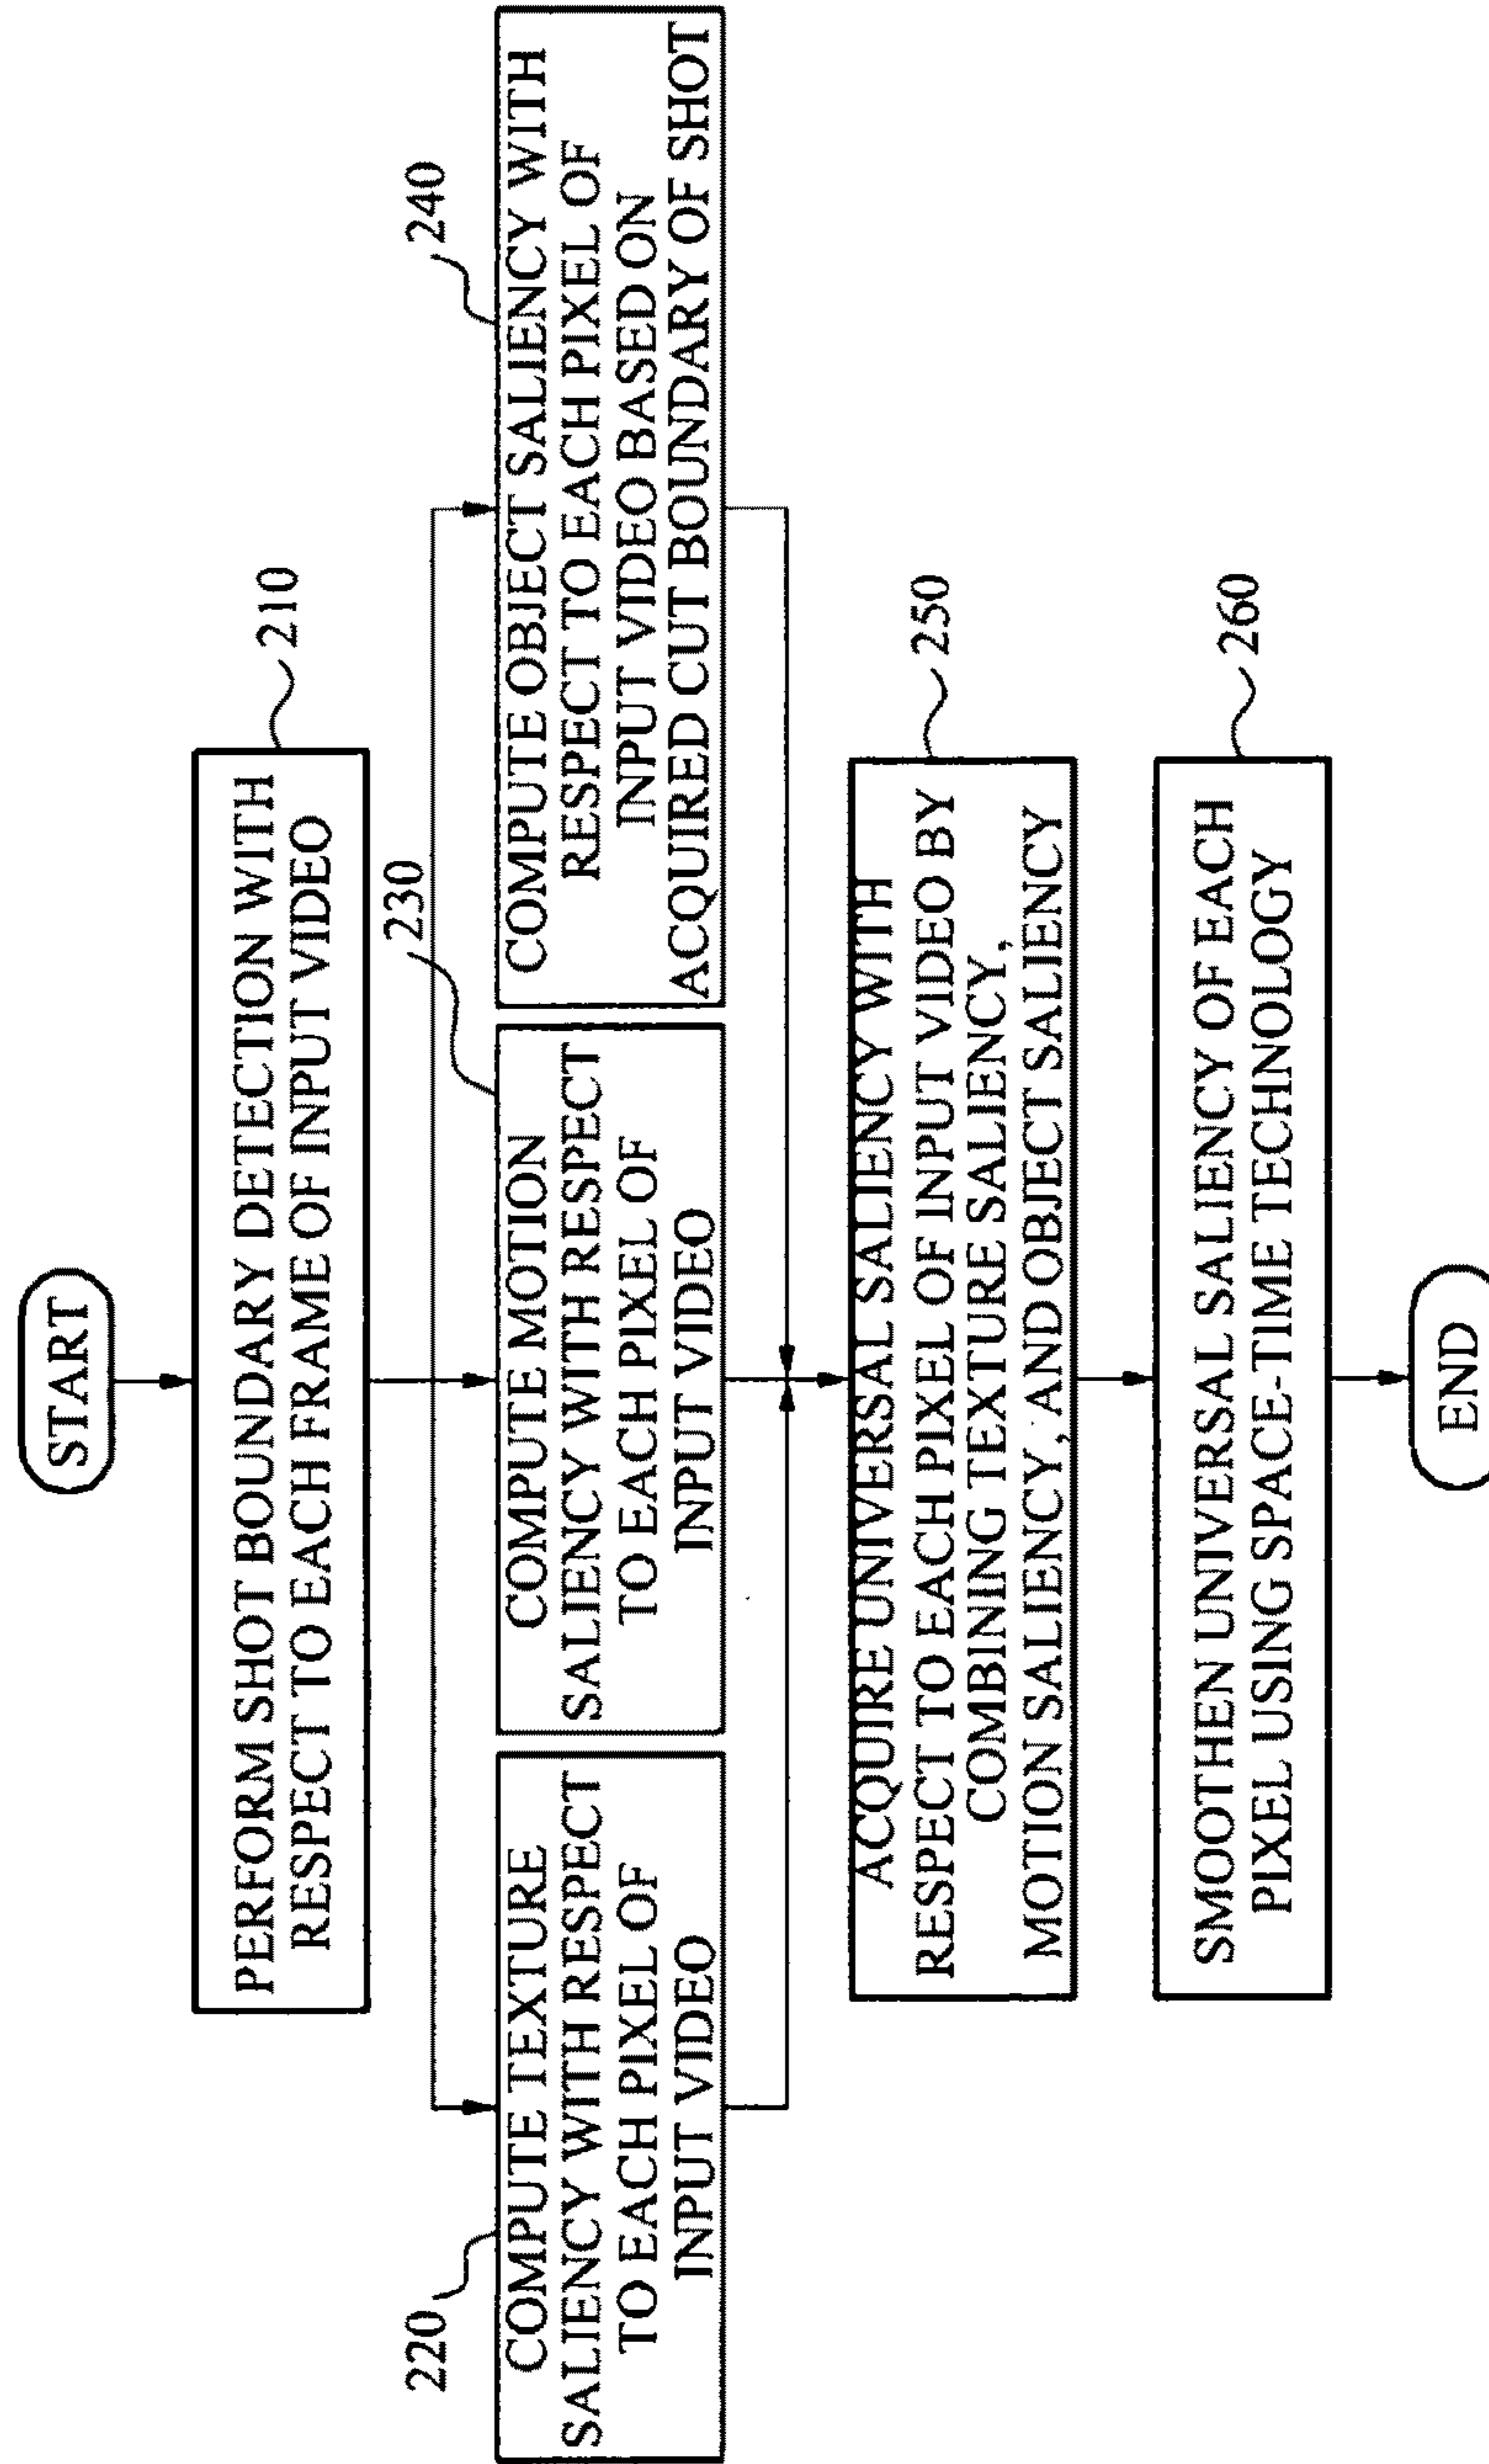 START
PERFORM SHOT BOUNDARY DETECTION WITH
RESPECT TO EACH FRAME OF INPUT VIDEO
210
220
COMPUTE TEXTURE
SALIENCY WITH RESPECT
TO EACH PIXEL OF
INPUT VIDEO
230
COMPUTE MOTION
SALIENCY WITH RESPECT
TO EACH PIXEL OF
INPUT VIDEO
240
COMPUTE OBJECT SALIENCY WITH
RESPECT TO EACH PIXEL OF
INPUT VIDEO BASED ON
ACQUIRED CUT BOUNDARY OF SHOT
250
ACQUIRE UNIVERSAL SALIENCY WITH
RESPECT TO EACH PIXEL OF INPUT VIDEO BY
COMBINING TEXTURE SALIENCY,
MOTION SALIENCY, AND OBJECT SALIENCY
260
SMOOTHEN UNIVERSAL SALIENCY OF EACH
PIXEL USING SPACE-TIME TECHNOLOGY
END